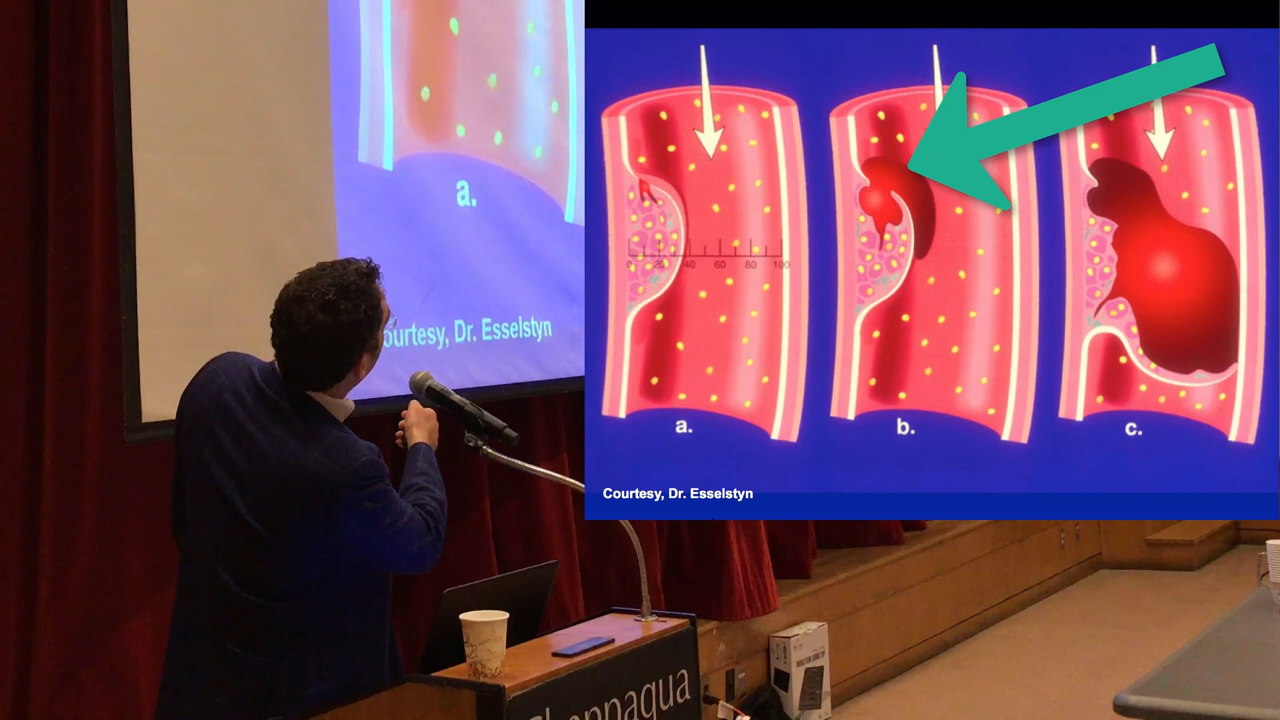 a.
ourtesy, Dr. Esselstyn
0 20 40 60 80 100
a.
b.
c.
Courtesy, Dr. Esselstyn
happaqua